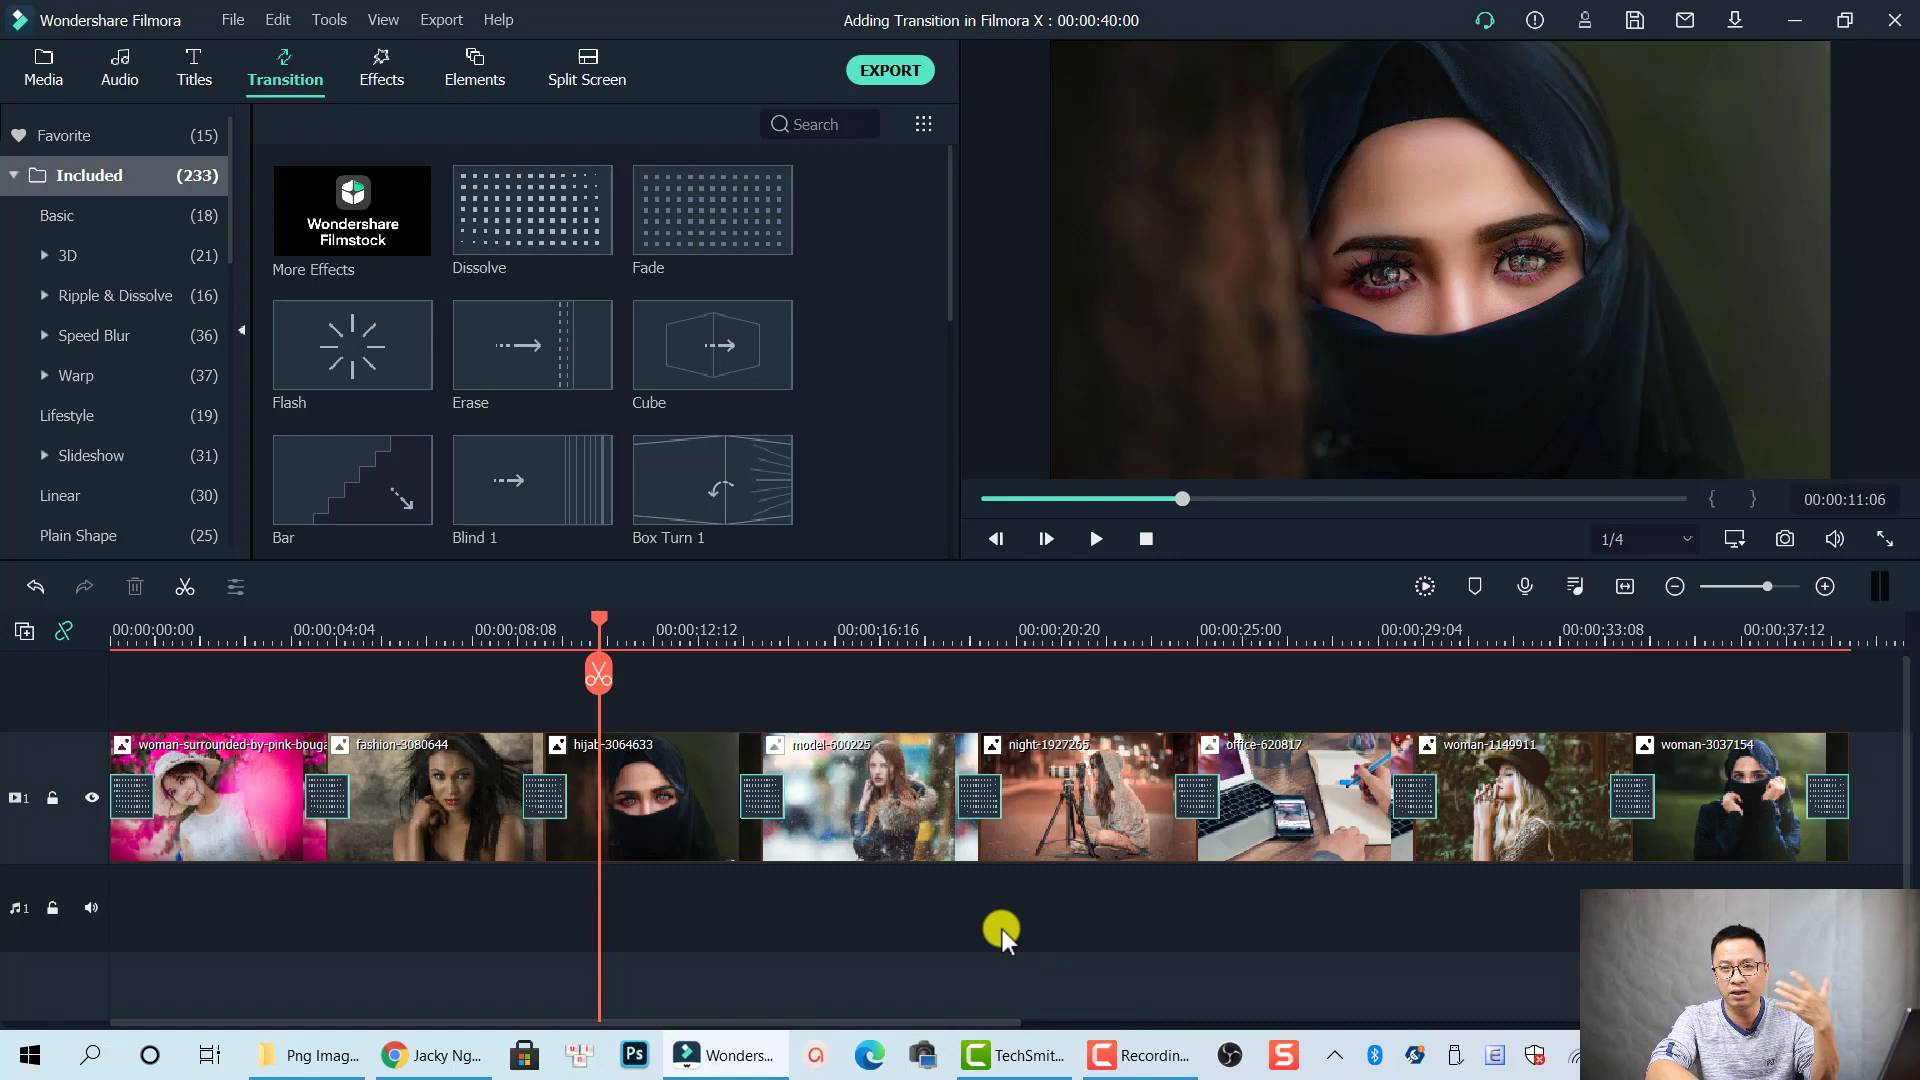 Wondershare Filmora File Edit Tools View Export Help Adding Transition in Filmora X : 00:00:40:00
Media Audio Titles Transition Effects Elements Split Screen EXPORT
Favorite (15)
Included (233)
Basic (18)
3D (21)
Ripple & Dissolve (16)
Speed Blur (36)
Warp (37)
Lifestyle (19)
Slideshow (31)
Linear (30)
Plain Shape (25)
Search
Wondershare
Filmstock
More Effects Dissolve Fade
Flash Erase Cube
Bar Blind 1 Box Turn 1
{ } 00:00:11:06
1/4
00:00:00:00 00:00:04:04 00:00:08:08 00:00:12:12 00:00:16:16 00:00:20:20 00:00:25:00 00:00:29:04 00:00:33:08 00:00:37:12
woman-surrounded-by-pink-bouga fashion-3080644 hijab-3064633 model-600225 night-1927265 office-620817 woman-1149911 woman-3037154
1
1
Png Imag... Jacky Ng... Ps Wonders... TechSmit... Recordin...